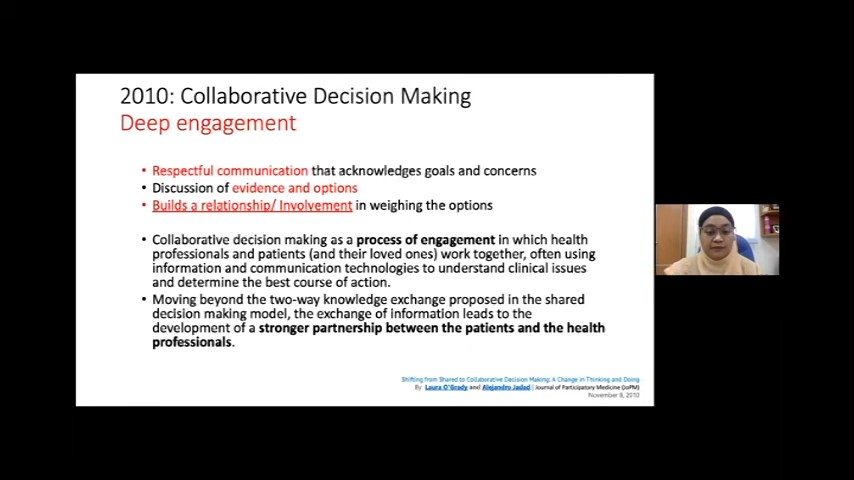 2010: Collaborative Decision Making
Deep engagement
• Respectful communication that acknowledges goals and concerns
• Discussion of evidence and options
• Builds a relationship/ Involvement in weighing the options
• Collaborative decision making as a process of engagement in which health
professionals and patients (and their loved ones) work together, often using
information and communication technologies to understand clinical issues
and determine the best course of action.
• Moving beyond the two-way knowledge exchange proposed in the shared
decision making model, the exchange of information leads to the
development of a stronger partnership between the patients and the health
professionals.
Shifting from Shared to Collaborative Decision Making: A Change in Thinking and Doing
By Laura O'Grady and Alejandro Jadad | Journal of Participatory Medicine (JoPM)
November 8, 2010